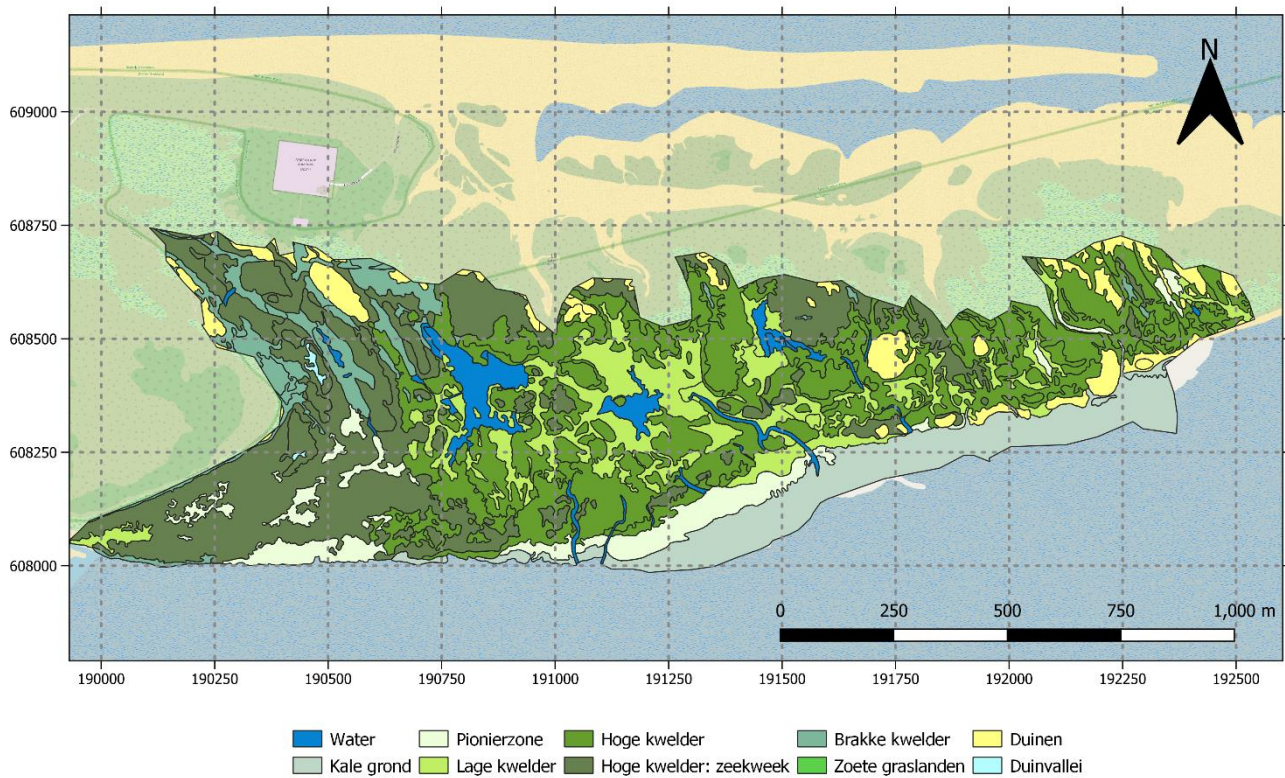 N
609000
608750
608500
608250
608000
0 250 500 750 1,000 m
190000 190250 190500 190750 191000 191250 191500 191750 192000 192250 192500
Water Pionierzone Hoge kwelder Brakke kwelder Duinen
Kale grond Lage kwelder Hoge kwelder: zeekweek Zoete graslanden Duinvallei